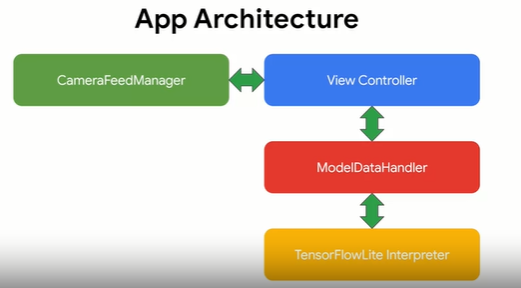 App Architecture
CameraFeedManager
View Controller
ModelDataHandler
TensorFlowLite Interpreter